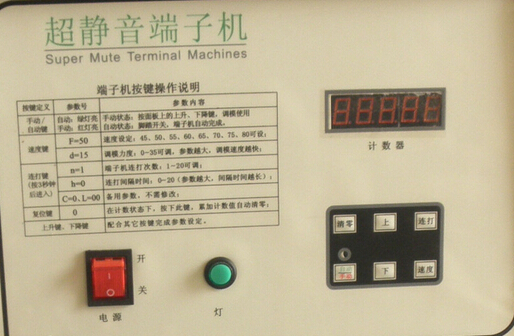 超静音端子机
Super Mute Terminal Machines
端子机按键操作说明
按键定义 参数号 参数内容
手动/自动键 自动：绿灯亮 手动状态：按面板上的上升、下降键，调模使用
手动：红灯亮 自动状态：脚踏开关，端子机自动完成。
速度键 F=50 速度设定：45、50、55、60、65、70、75、80可设；
d=15 调模力度：0-35可调，参数越大，调模速度越快；
连打键(按3秒钟后进入) n=1 端子机连打次数：1-20可调；
h=0 连打间隔时间：0-20（参数越大，间隔时间越长）；
C=0、L=00 备用参数，不需修改；
复位键 0 在计数状态下，按下此键，累加计数值自动清零；
上升键、下降键 配合其它按键完成参数设定。
计数器
清零 上 连打
下 速度
开
关
电源
灯